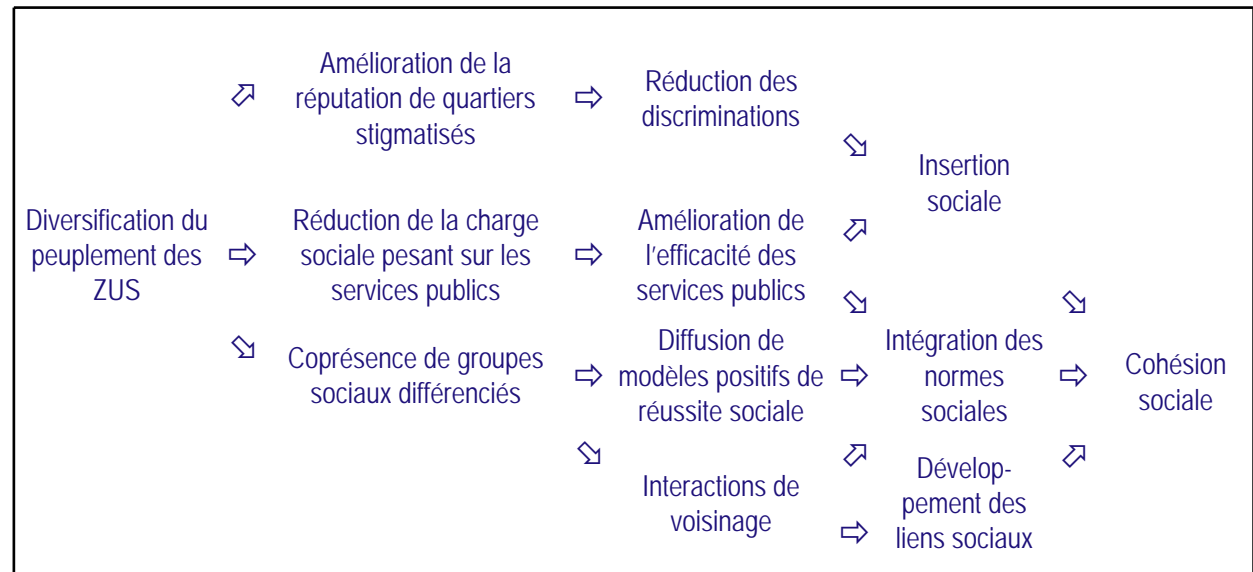 Amélioration de la
réputation de quartiers
stigmatisés
Réduction des
discriminations
Insertion
sociale
Diversification du
peuplement des
ZUS
Réduction de la charge
sociale pesant sur les
services publics
Amélioration de
l'efficacité des
services publics
Coprésence de groupes
sociaux différenciés
Diffusion de
modèles positifs de
réussite sociale
Intégration des
normes
sociales
Cohésion
sociale
Interactions de
voisinage
Dévelop-
pement des
liens sociaux